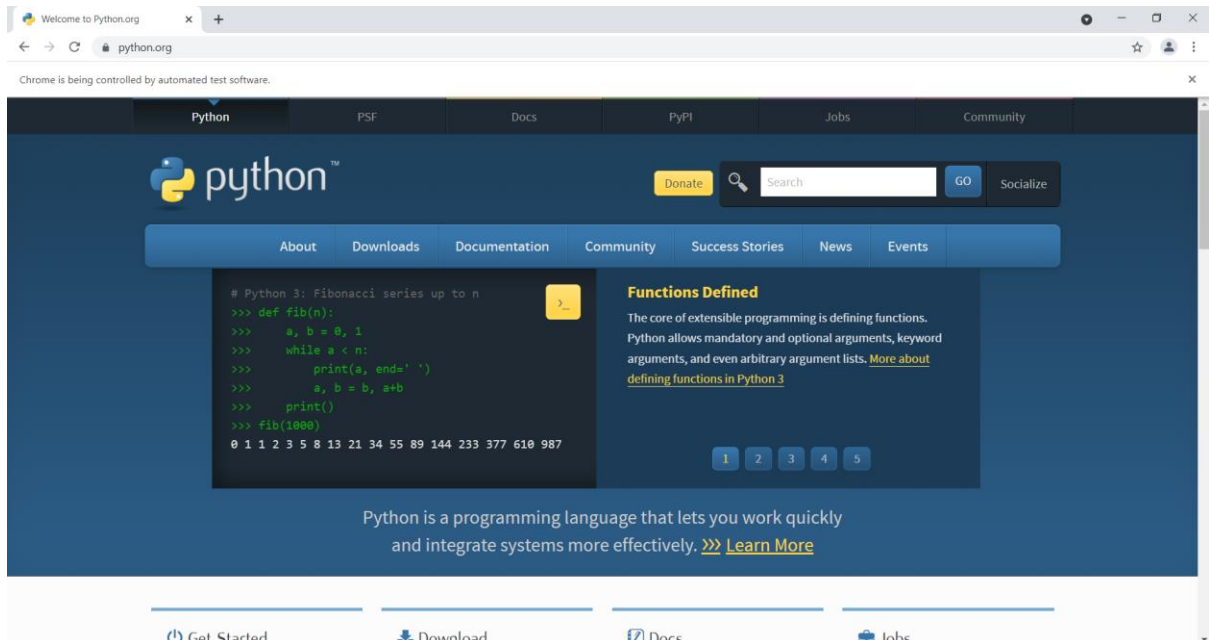 Welcome to Python.org
python.org
Chrome is being controlled by automated test software.
Python PSF Docs PyPI Jobs Community
python™
Donate Search GO Socialize
About Downloads Documentation Community Success Stories News Events
# Python 3: Fibonacci series up to n
>>> def fib(n):
>>>     a, b = 0, 1
>>>     while a < n:
>>>         print(a, end=' ')
>>>         a, b = b, a+b
>>>     print()
>>> fib(1000)
0 1 1 2 3 5 8 13 21 34 55 89 144 233 377 610 987
>_
Functions Defined
The core of extensible programming is defining functions.
Python allows mandatory and optional arguments, keyword
arguments, and even arbitrary argument lists. More about
defining functions in Python 3
1 2 3 4 5
Python is a programming language that lets you work quickly
and integrate systems more effectively. >>> Learn More
Get Started Download Docs Jobs